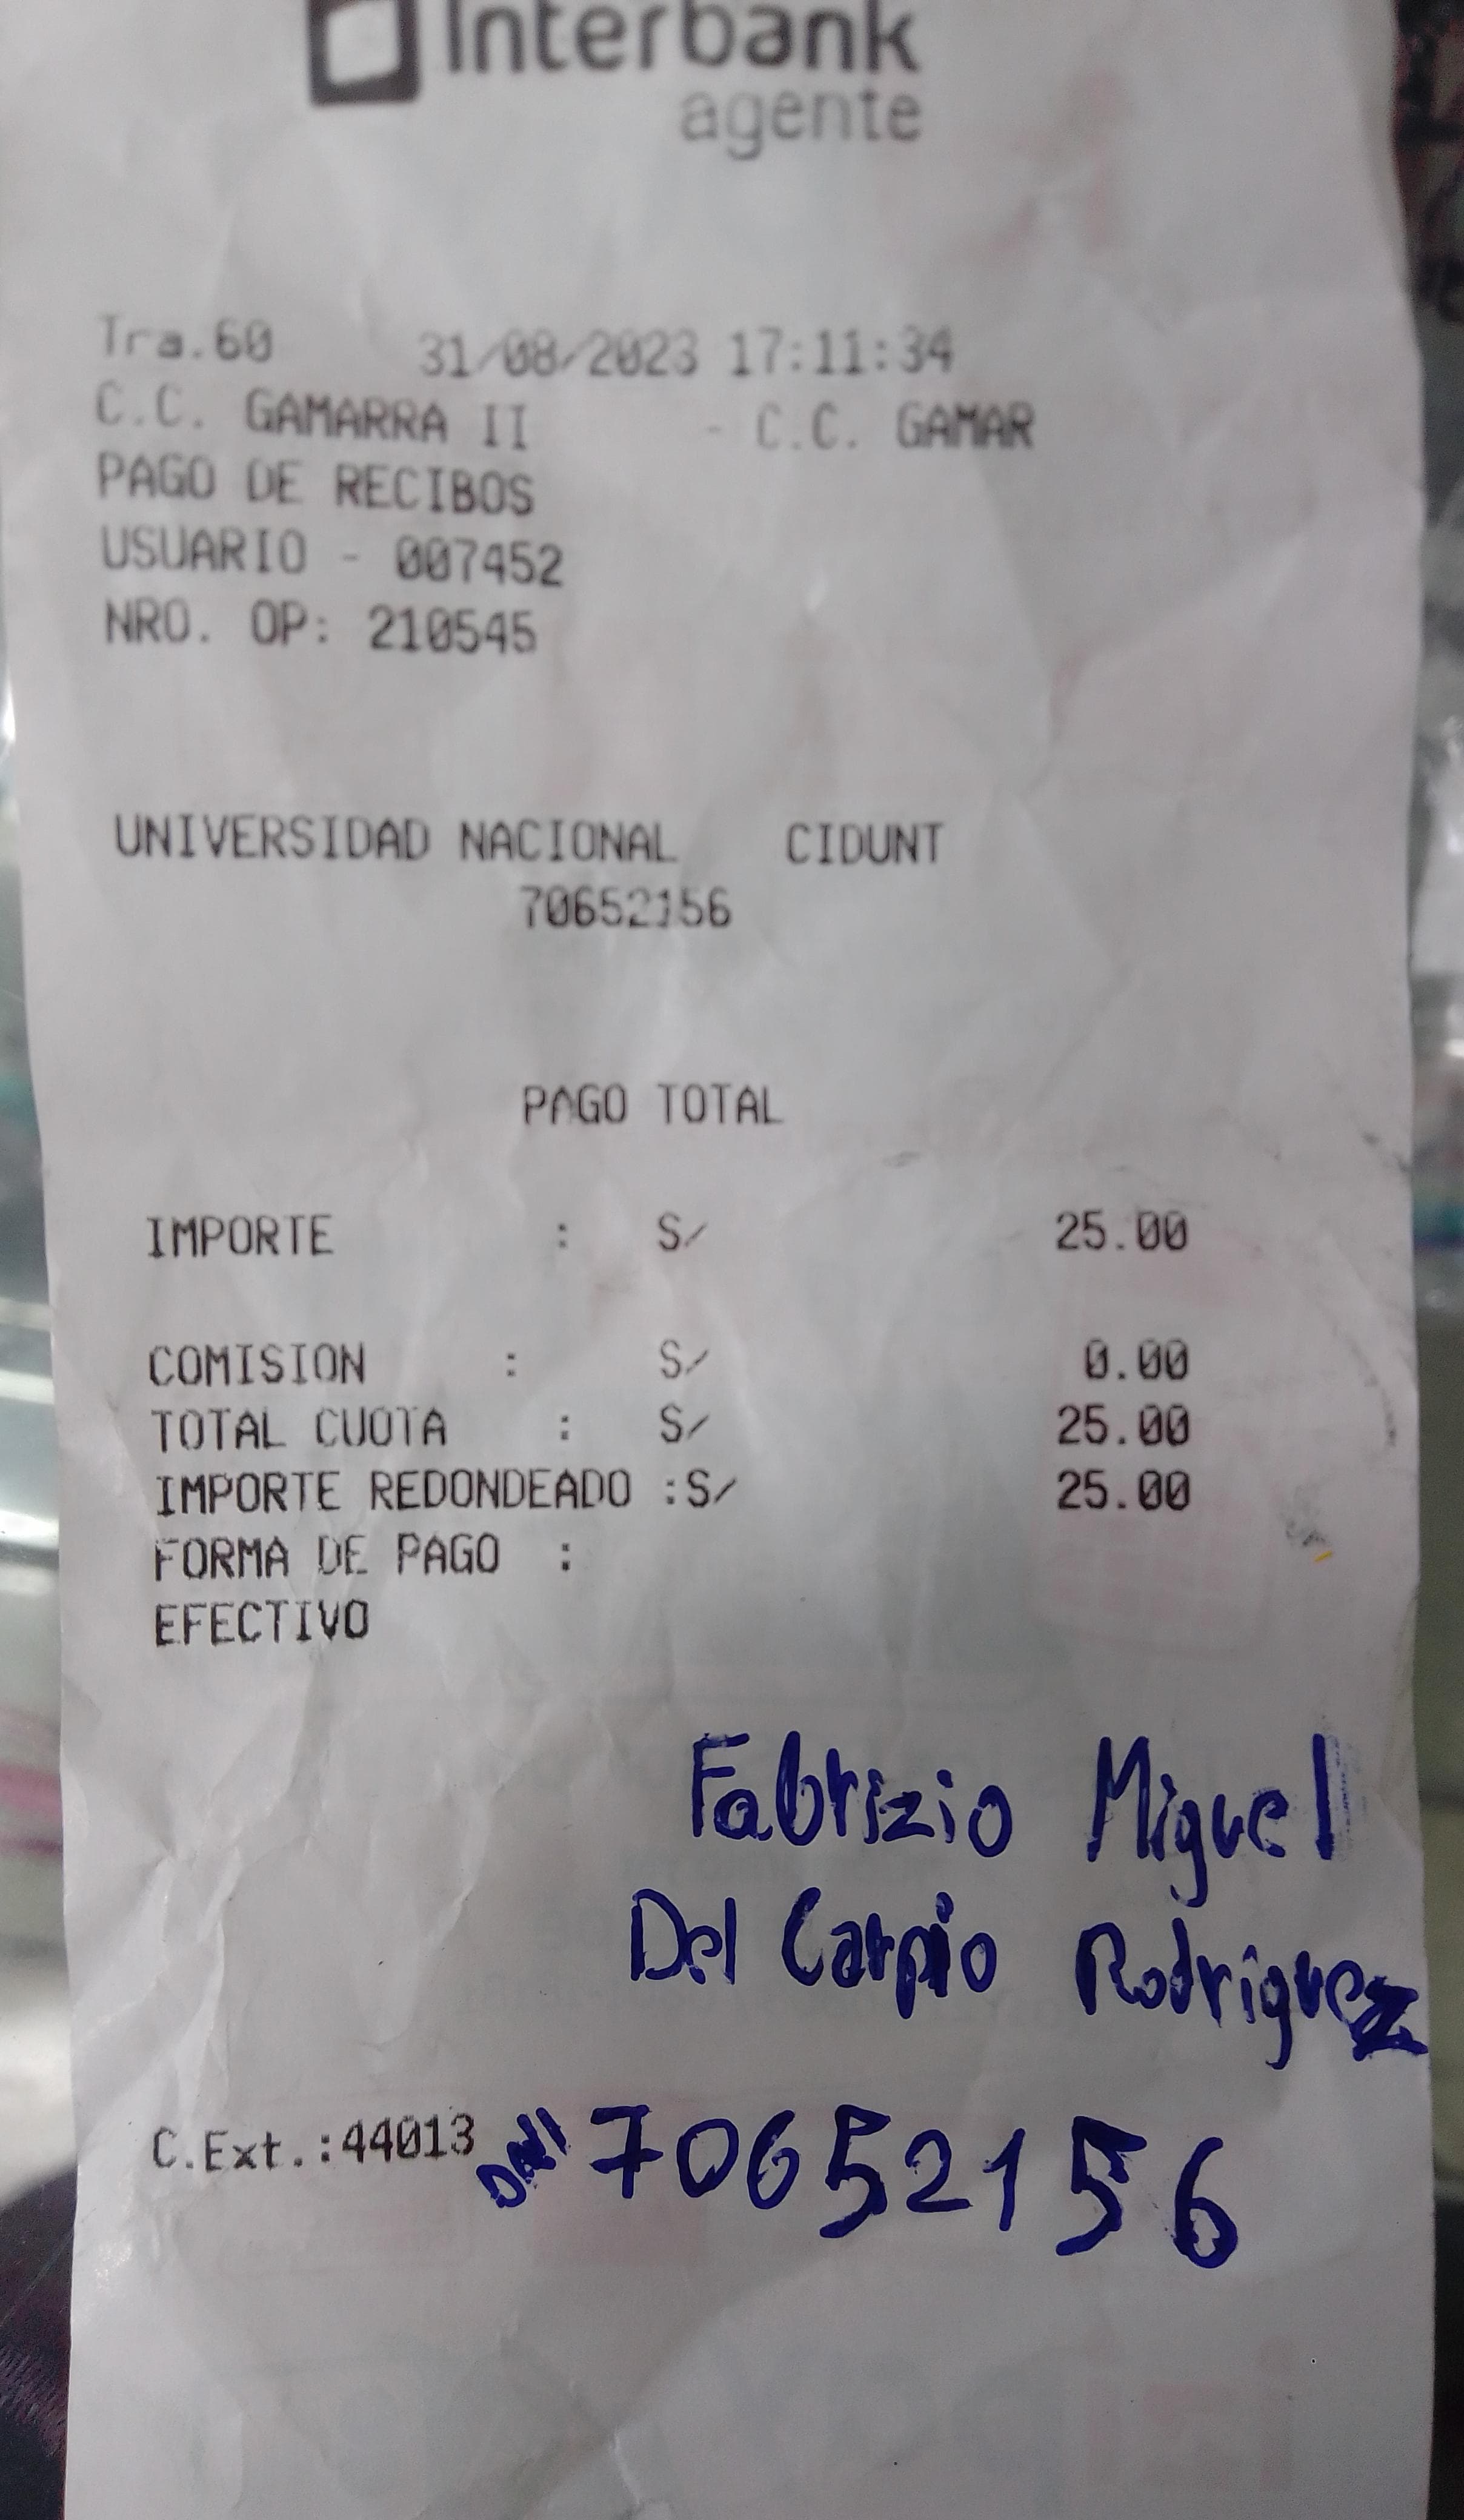 Interbank
agente
Tra.60 31/08/2023 17:11:34
C.C. GAMARRA II - C.C. GAMAR
PAGO DE RECIBOS
USUARIO - 007452
NRO. OP: 210545
UNIVERSIDAD NACIONAL CIDUNT
70652156
PAGO TOTAL
IMPORTE : S/ 25.00
COMISION : S/ 0.00
TOTAL CUOTA : S/ 25.00
IMPORTE REDONDEADO :S/ 25.00
FORMA DE PAGO :
EFECTIVO
Fabrizio Miguel
Del Carpio Rodriguez
C.Ext.:44013 DNI 70652156